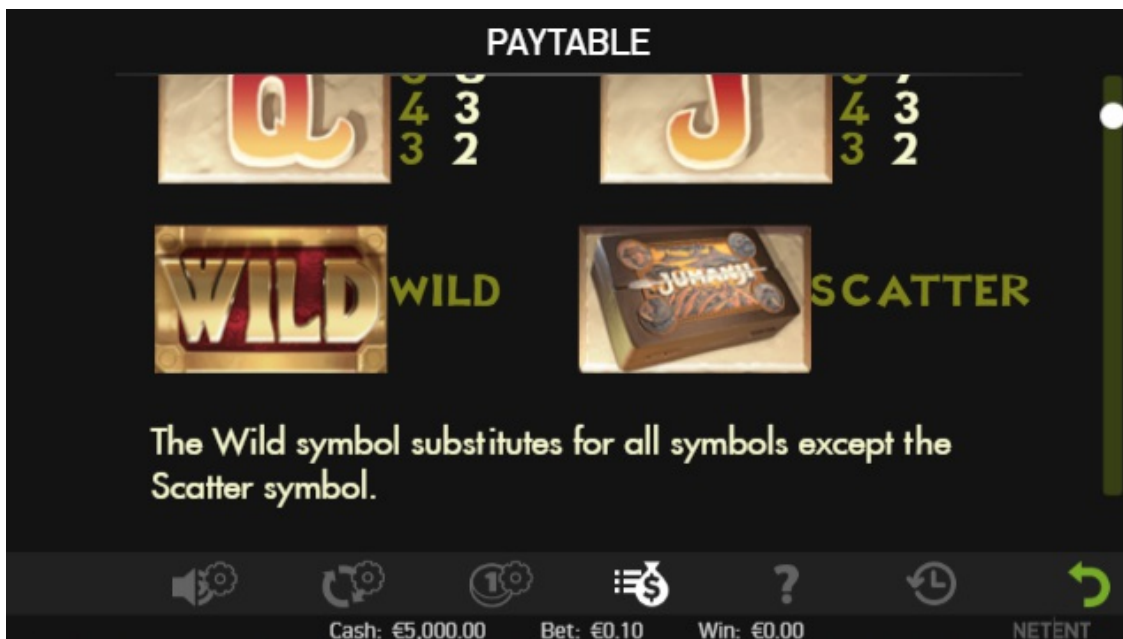 PAYTABLE
Q
4 3
3 2
J
4 3
3 2
WILD WILD
JUMANJI SCATTER
The Wild symbol substitutes for all symbols except the
Scatter symbol.
1 $ ?
Cash: €5,000.00 Bet: €0.10 Win: €0.00 NETENT